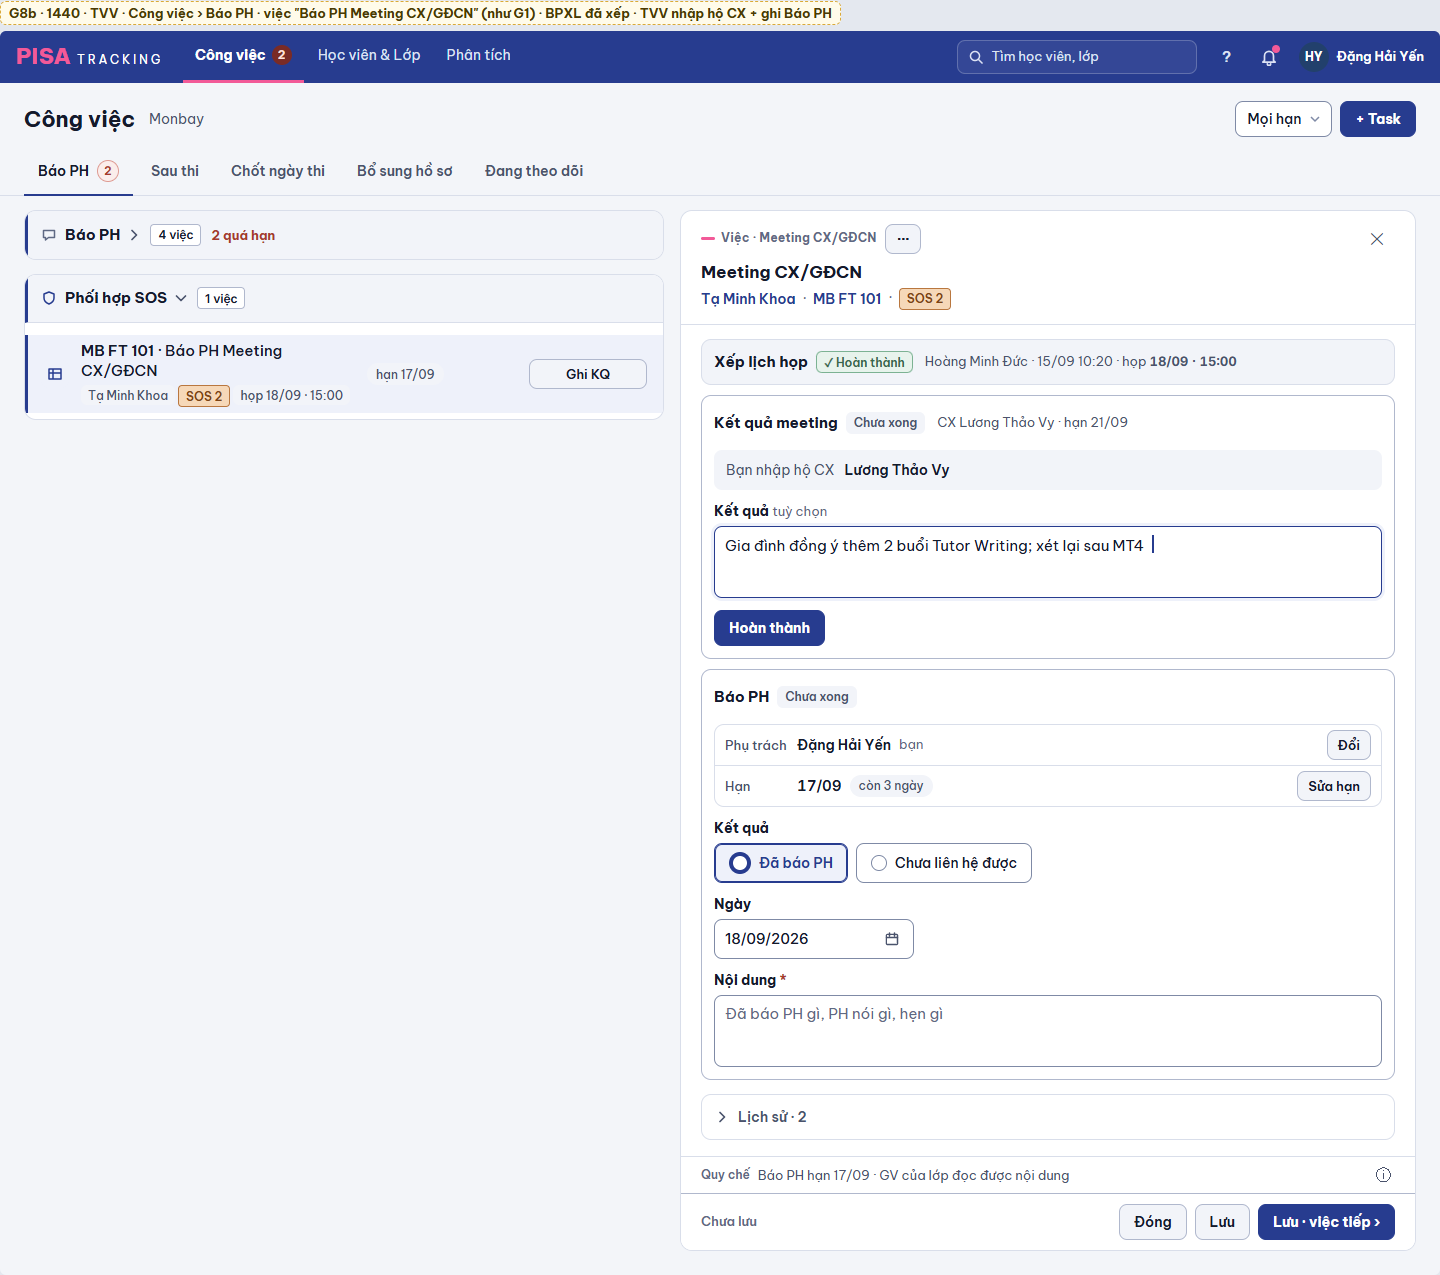 G8b · 1440 · TVV · Công việc › Báo PH · việc "Báo PH Meeting CX/GĐCN" (như G1) · BPXL đã xếp · TVV nhập hộ CX + ghi Báo PH
PISA TRACKING
Công việc 2
Học viên & Lớp
Phân tích
Tìm học viên, lớp
?
HY
Đặng Hải Yến
Công việc
Monbay
Mọi hạn
+ Task
Báo PH 2
Sau thi
Chốt ngày thi
Bổ sung hồ sơ
Đang theo dõi
Báo PH
4 việc
2 quá hạn
Phối hợp SOS
1 việc
MB FT 101 · Báo PH Meeting
CX/GĐCN
Tạ Minh Khoa SOS 2 họp 18/09 · 15:00
hạn 17/09
Ghi KQ
Việc · Meeting CX/GĐCN
...
Meeting CX/GĐCN
Tạ Minh Khoa · MB FT 101 · SOS 2
Xếp lịch họp ✓ Hoàn thành Hoàng Minh Đức · 15/09 10:20 · họp 18/09 · 15:00
Kết quả meeting Chưa xong CX Lương Thảo Vy · hạn 21/09
Bạn nhập hộ CX Lương Thảo Vy
Kết quả tuỳ chọn
Gia đình đồng ý thêm 2 buổi Tutor Writing; xét lại sau MT4
Hoàn thành
Báo PH Chưa xong
Phụ trách Đặng Hải Yến bạn
Đổi
Hạn 17/09 còn 3 ngày
Sửa hạn
Kết quả
Đã báo PH
Chưa liên hệ được
Ngày
18/09/2026
Nội dung *
Đã báo PH gì, PH nói gì, hẹn gì
Lịch sử · 2
Quy chế Báo PH hạn 17/09 · GV của lớp đọc được nội dung
Chưa lưu
Đóng
Lưu
Lưu · việc tiếp ›